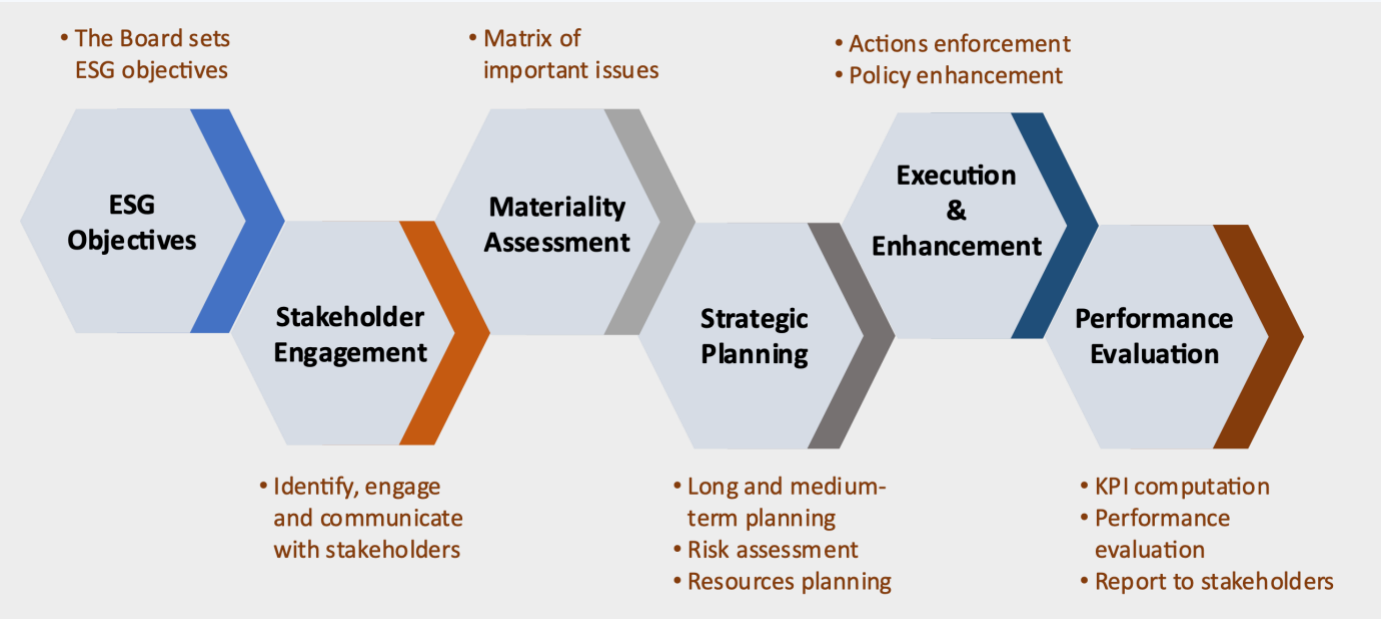 • The Board sets
ESG objectives
ESG
Objectives
Stakeholder
Engagement
• Identify, engage
and communicate
with stakeholders
• Matrix of
important issues
Materiality
Assessment
Strategic
Planning
• Long and medium-
term planning
• Risk assessment
• Resources planning
• Actions enforcement
• Policy enhancement
Execution
&
Enhancement
Performance
Evaluation
• KPI computation
• Performance
evaluation
• Report to stakeholders